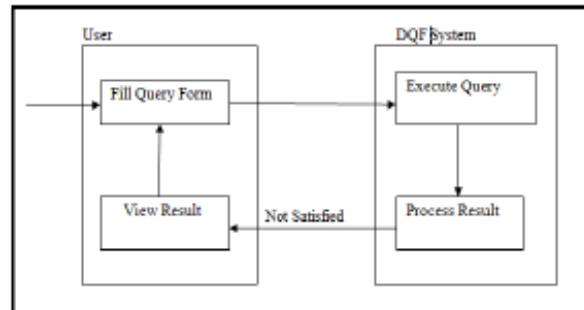 User
DQF System
Fill Query Form
Execute Query
View Result
Not Satisfied
Process Result